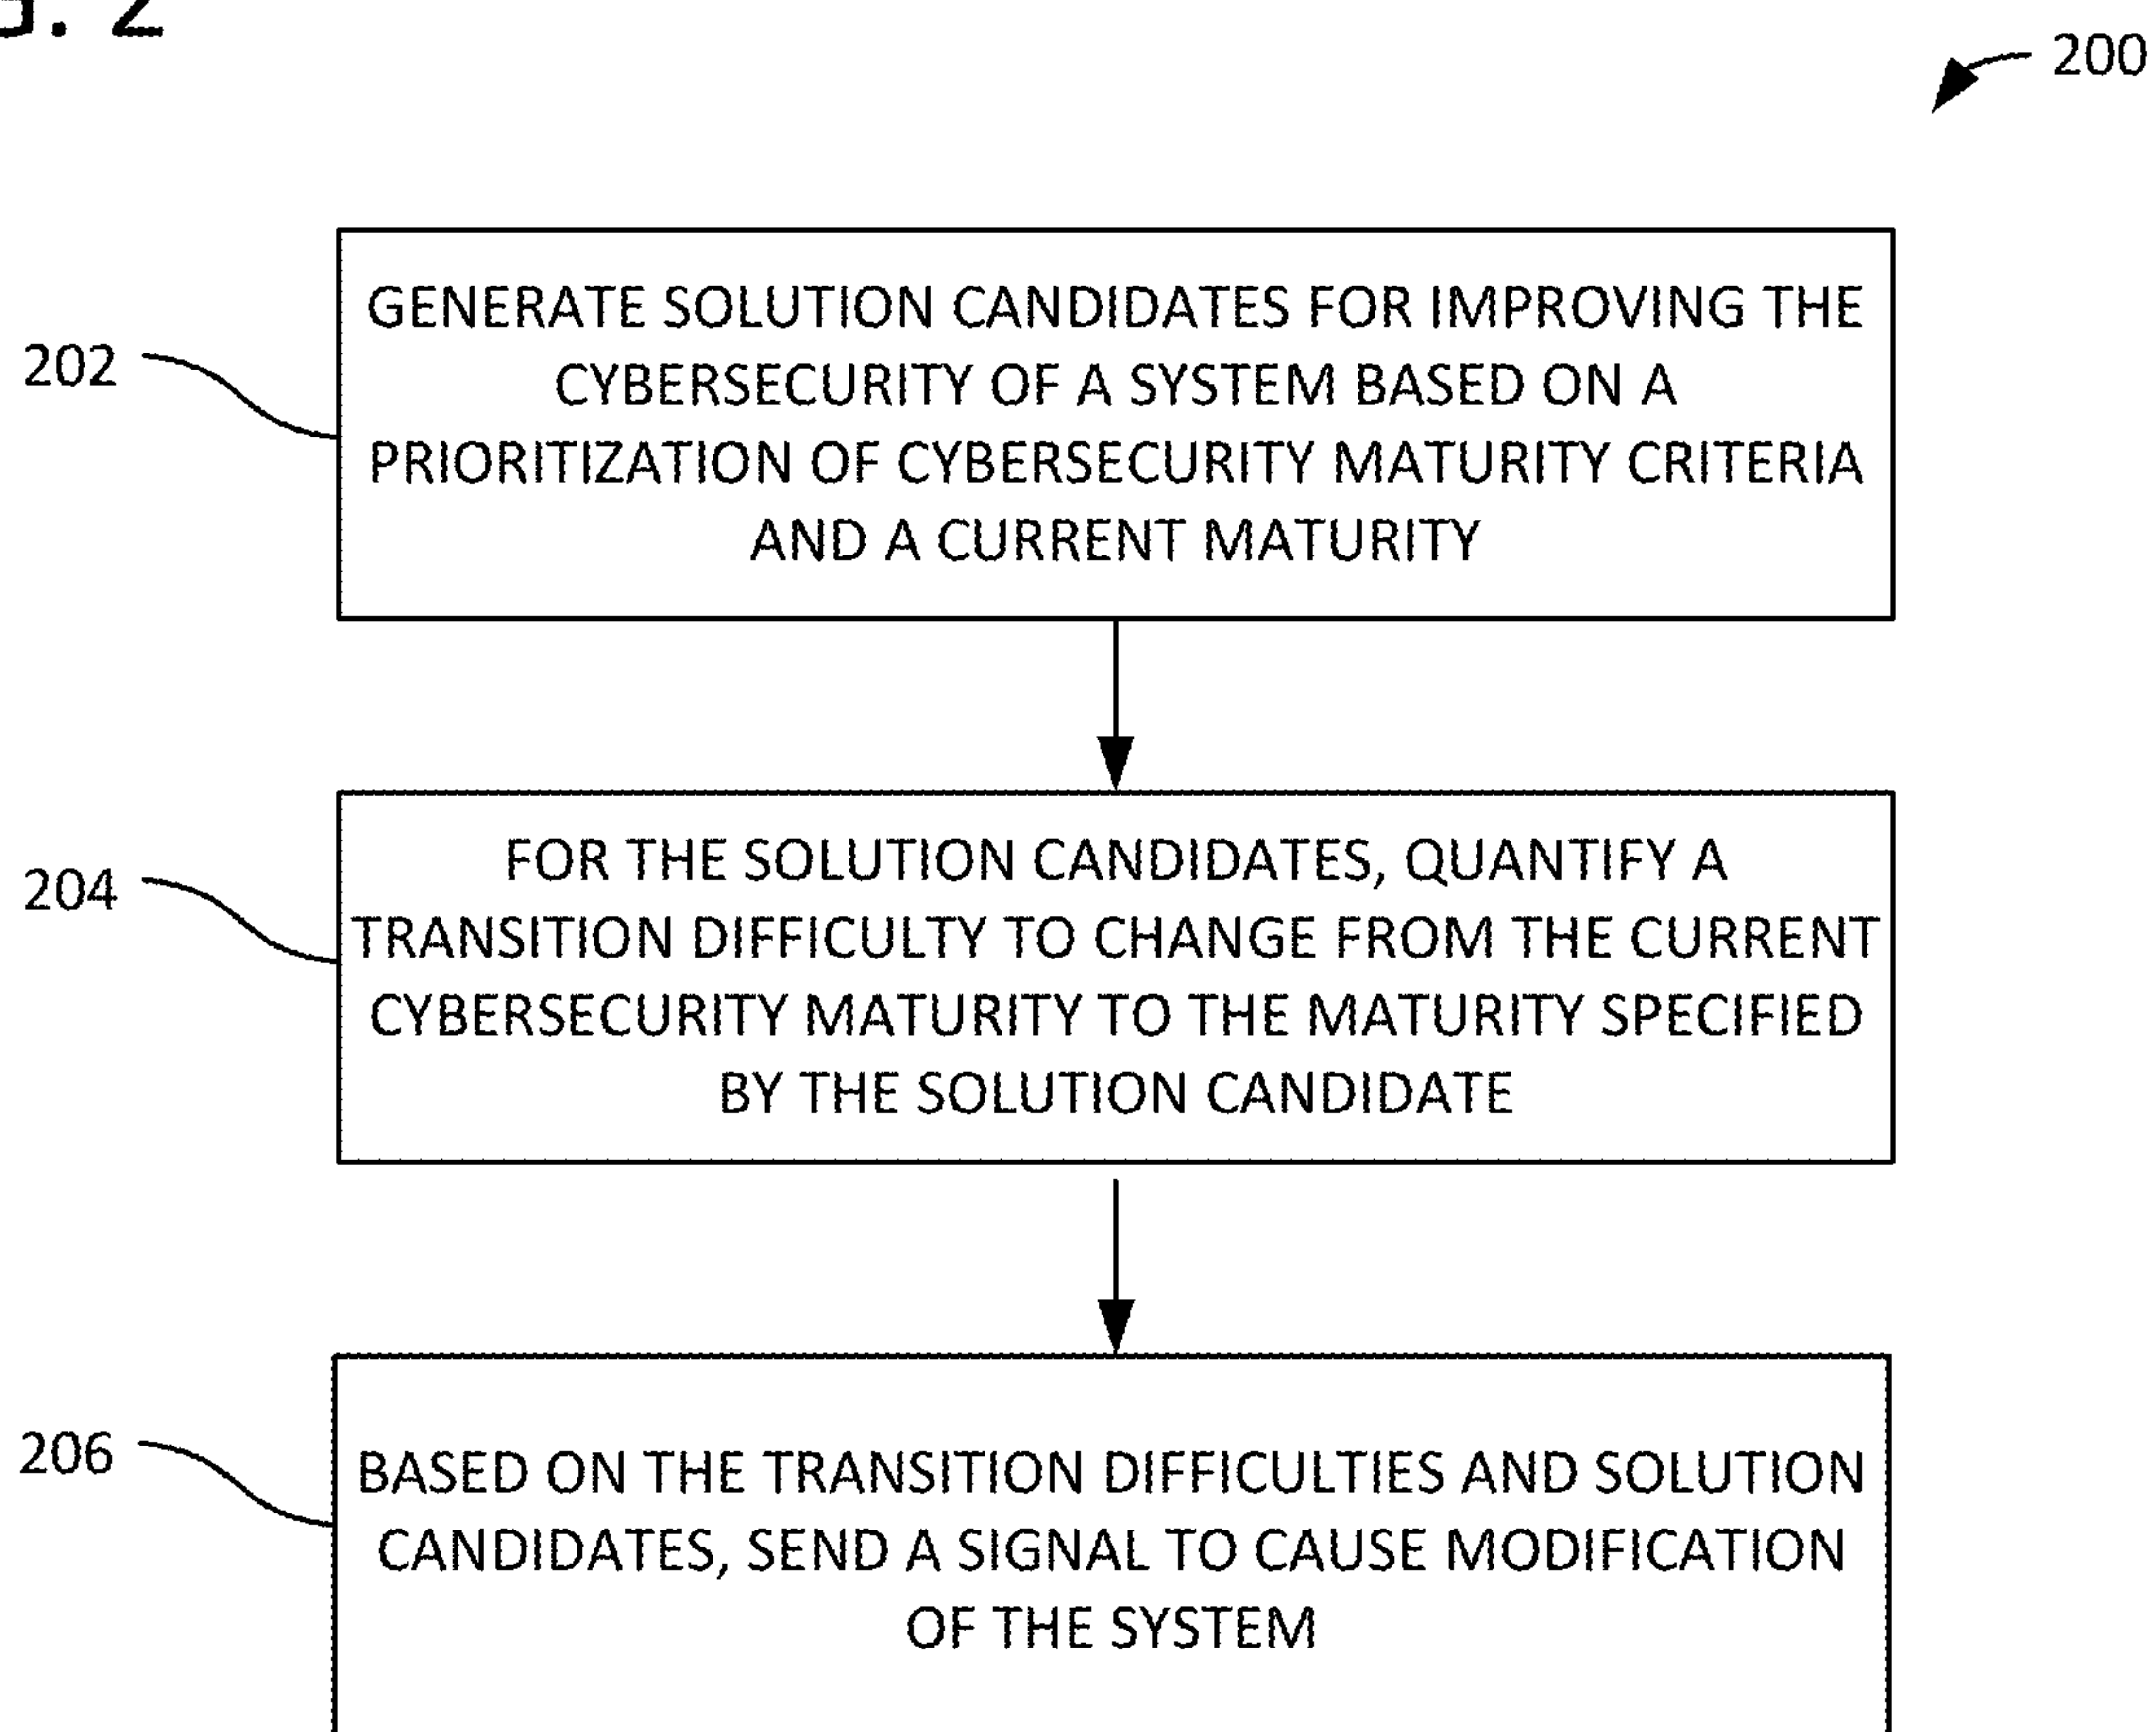 G. 2
200
202
GENERATE SOLUTION CANDIDATES FOR IMPROVING THE
CYBERSECURITY OF A SYSTEM BASED ON A
PRIORITIZATION OF CYBERSECURITY MATURITY CRITERIA
AND A CURRENT MATURITY
204
FOR THE SOLUTION CANDIDATES, QUANTIFY A
TRANSITION DIFFICULTY TO CHANGE FROM THE CURRENT
CYBERSECURITY MATURITY TO THE MATURITY SPECIFIED
BY THE SOLUTION CANDIDATE
206
BASED ON THE TRANSITION DIFFICULTIES AND SOLUTION
CANDIDATES, SEND A SIGNAL TO CAUSE MODIFICATION
OF THE SYSTEM